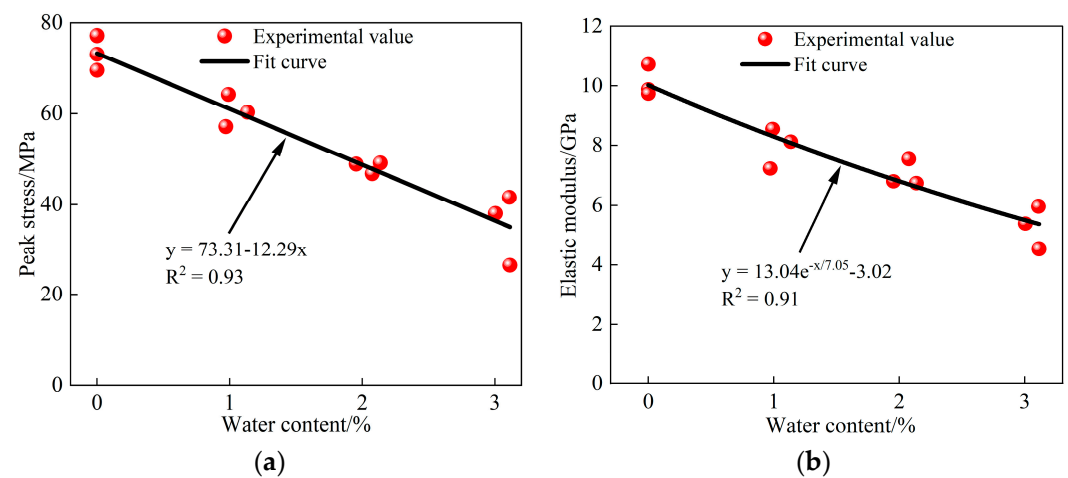 80
60
40
20
0
Peak stress/MPa
Experimental value
Fit curve
y = 73.31-12.29x
R² = 0.93
0 1 2 3
Water content/%
(a)
12
10
8
6
4
2
0
Elastic modulus/GPa
Experimental value
Fit curve
y = 13.04e^{-x/7.05}-3.02
R² = 0.91
0 1 2 3
Water content/%
(b)